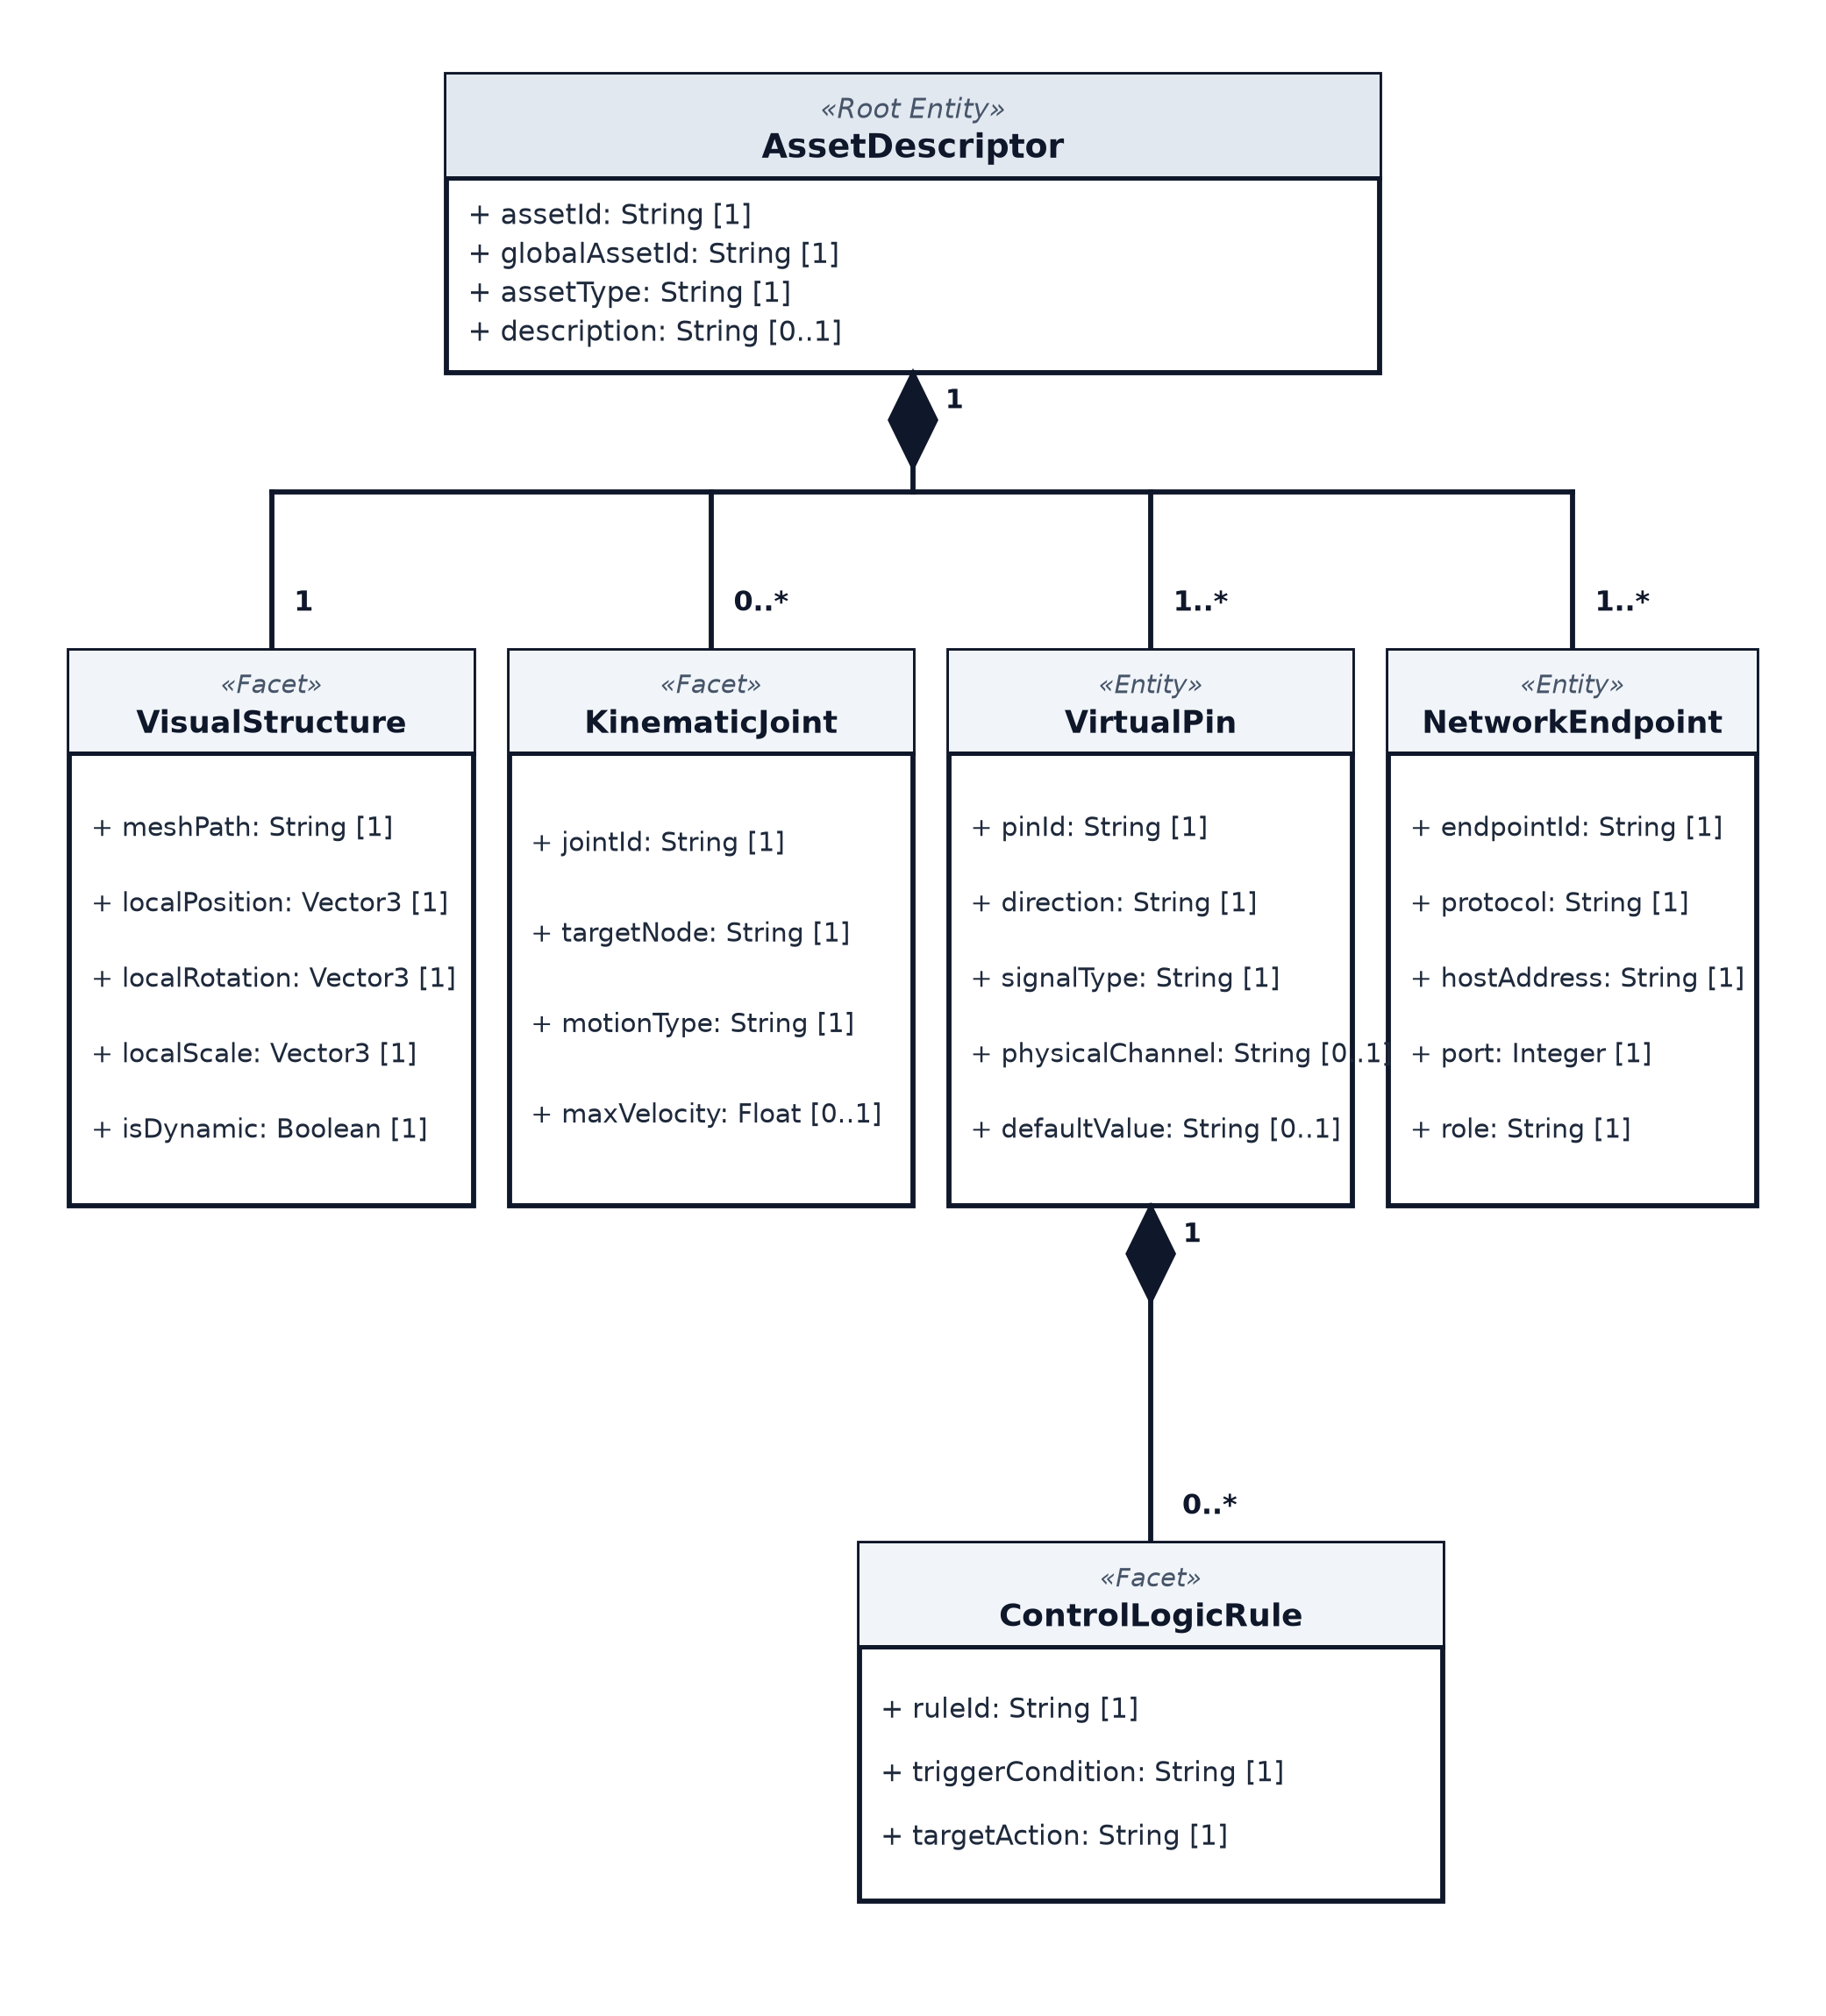 «Root Entity»
AssetDescriptor
+ assetId: String [1]
+ globalAssetId: String [1]
+ assetType: String [1]
+ description: String [0..1]
1
1
0..*
1..*
1..*
«Facet»
VisualStructure
+ meshPath: String [1]
+ localPosition: Vector3 [1]
+ localRotation: Vector3 [1]
+ localScale: Vector3 [1]
+ isDynamic: Boolean [1]
«Facet»
KinematicJoint
+ jointId: String [1]
+ targetNode: String [1]
+ motionType: String [1]
+ maxVelocity: Float [0..1]
«Entity»
VirtualPin
+ pinId: String [1]
+ direction: String [1]
+ signalType: String [1]
+ physicalChannel: String [0..1]
+ defaultValue: String [0..1]
«Entity»
NetworkEndpoint
+ endpointId: String [1]
+ protocol: String [1]
+ hostAddress: String [1]
+ port: Integer [1]
+ role: String [1]
1
0..*
«Facet»
ControlLogicRule
+ ruleId: String [1]
+ triggerCondition: String [1]
+ targetAction: String [1]